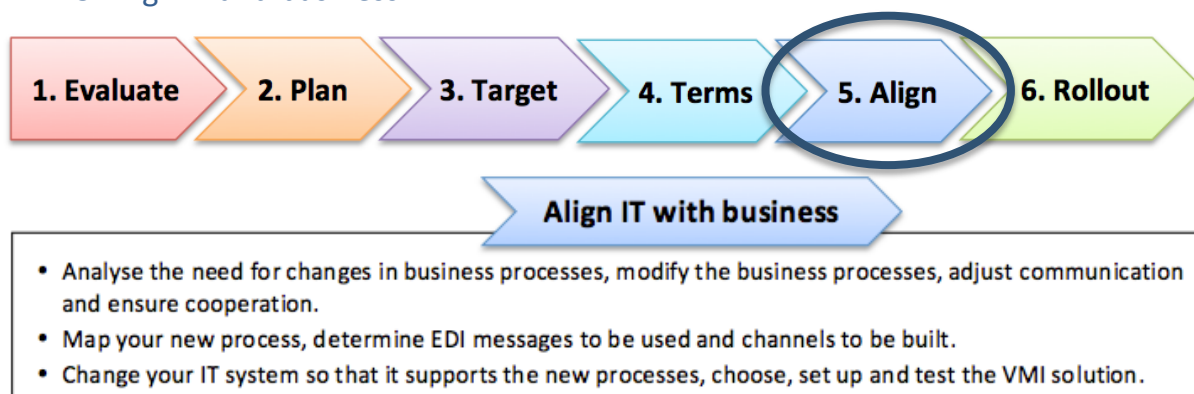 1. Evaluate
2. Plan
3. Target
4. Terms
5. Align
6. Rollout
Align IT with business
• Analyse the need for changes in business processes, modify the business processes, adjust communication
and ensure cooperation.
• Map your new process, determine EDI messages to be used and channels to be built.
• Change your IT system so that it supports the new processes, choose, set up and test the VMI solution.